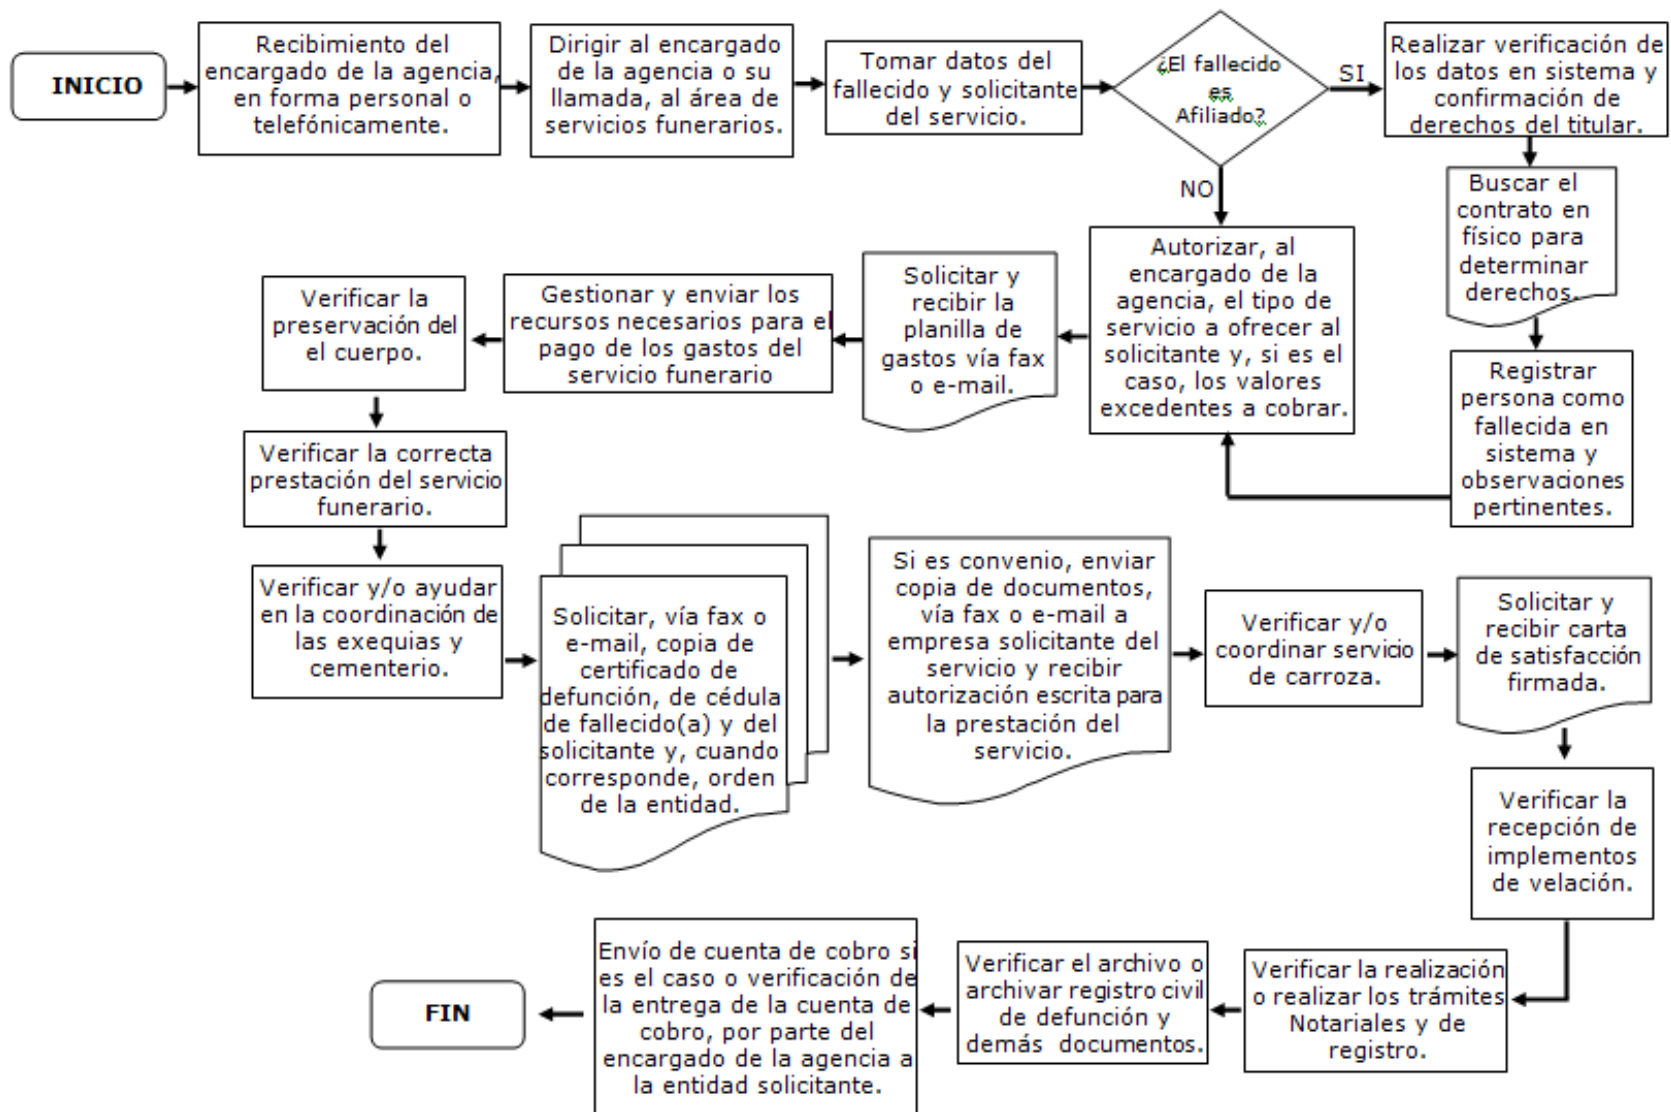 INICIO
Recibimiento del
encargado de la agencia,
en forma personal o
telefónicamente.
Dirigir al encargado
de la agencia o su
llamada, al área de
servicios funerarios.
Tomar datos del
fallecido y solicitante
del servicio.
¿El fallecido
es
Afiliado?
SI
NO
Realizar verificación de
los datos en sistema y
confirmación de
derechos del titular.
Buscar el
contrato en
físico para
determinar
derechos.
Registrar
persona como
fallecida en
sistema y
observaciones
pertinentes.
Autorizar, al
encargado de la
agencia, el tipo de
servicio a ofrecer al
solicitante y, si es el
caso, los valores
excedentes a cobrar.
Solicitar y
recibir la
planilla de
gastos vía fax
o e-mail.
Gestionar y enviar los
recursos necesarios para el
pago de los gastos del
servicio funerario
Verificar la
preservación del
el cuerpo.
Verificar la correcta
prestación del servicio
funerario.
Verificar y/o ayudar
en la coordinación de
las exequias y
cementerio.
Solicitar, vía fax o
e-mail, copia de
certificado de
defunción, de cédula
de fallecido(a) y del
solicitante y, cuando
corresponde, orden
de la entidad.
Si es convenio, enviar
copia de documentos,
vía fax o e-mail a
empresa solicitante del
servicio y recibir
autorización escrita para
la prestación del
servicio.
Verificar y/o
coordinar servicio
de carroza.
Solicitar y
recibir carta
de satisfacción
firmada.
Verificar la
recepción de
implementos
de velación.
Verificar la realización
o realizar los trámites
Notariales y de
registro.
Verificar el archivo o
archivar registro civil
de defunción y
demás documentos.
Envío de cuenta de cobro si
es el caso o verificación de
la entrega de la cuenta de
cobro, por parte del
encargado de la agencia a
la entidad solicitante.
FIN